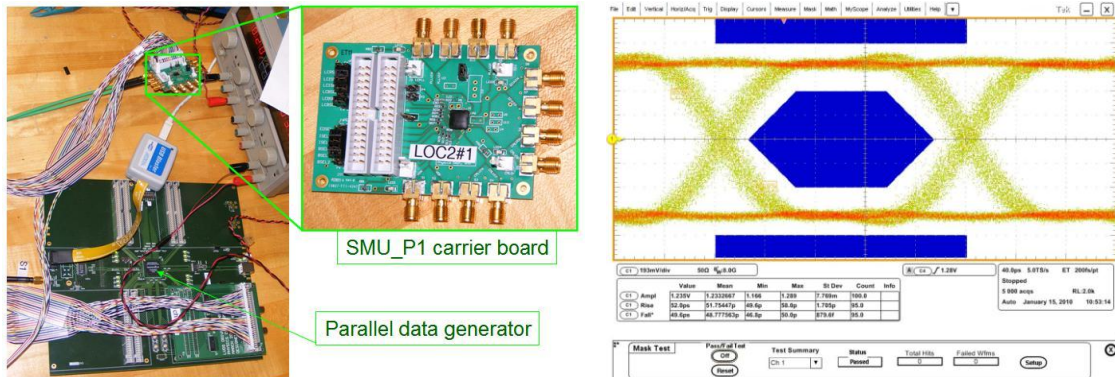 LOC2#1
SMU_P1 carrier board
Parallel data generator
File Edit Vertical Horiz/Acq Trig Display Cursors Measure Mask Math MyScope Analyze Utilities Help
Tek
C1 193mV/div 50Ω
A C4 1.28V
40.0ps 5.0TS/s ET 200fs/pt
Stopped
5 000 acqs RL:2.0k
Auto January 15, 2010 10:53:14
Value Mean Min Max St Dev Count Info
C1 Ampl 1.235V 1.2332667 1.166 1.289 7.769m 100.0
C1 Rise 52.0ps 51.75447p 49.6p 1.705p 95.0
C1 Fall* 49.6ps 46.8p 50.0p 879.6f 95.0
Mask Test
Pass/Fail Test
Off
Reset
Test Summary
Ch 1
Status
Passed
Total Hits
0
Failed Wfms
0
Setup